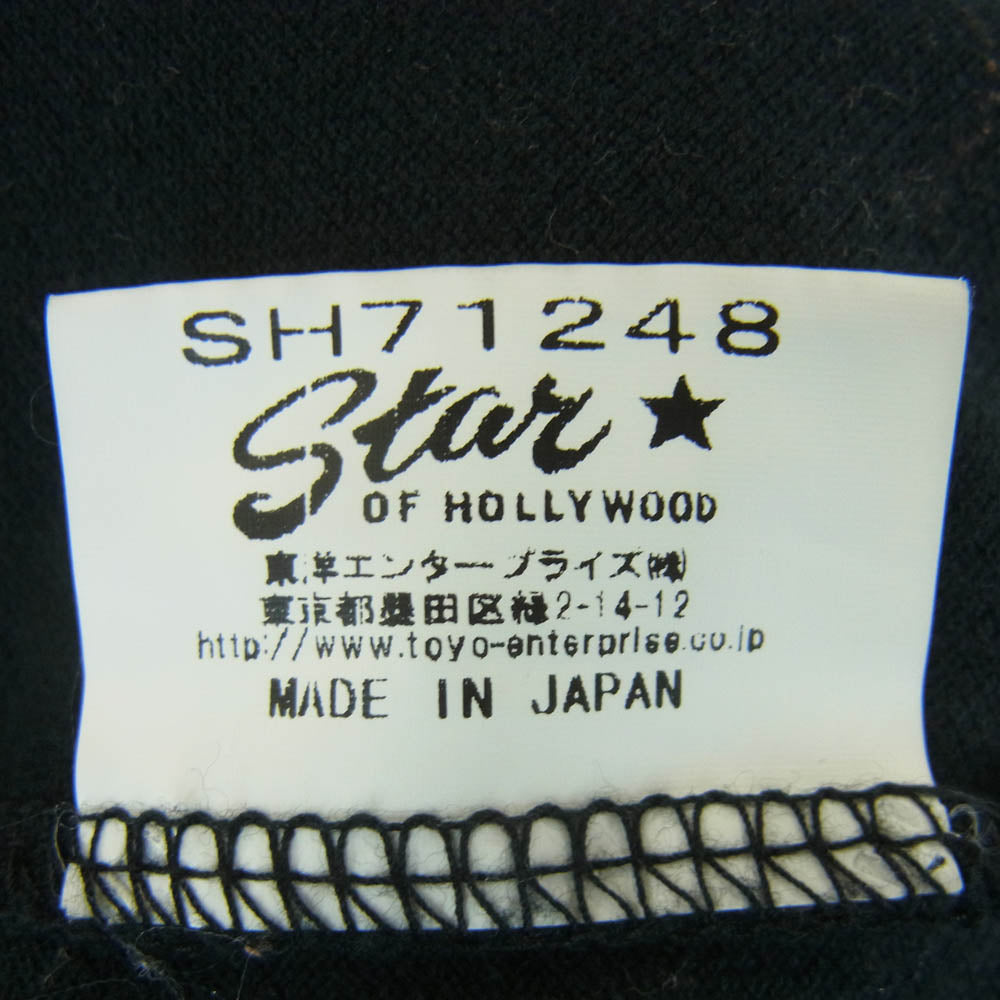 SH71248
Star★
OF HOLLYWOOD
東洋エンタープライズ㈱
東京都墨田区緑2-14-12
http://www.toyo-enterprise.co.jp
MADE IN JAPAN